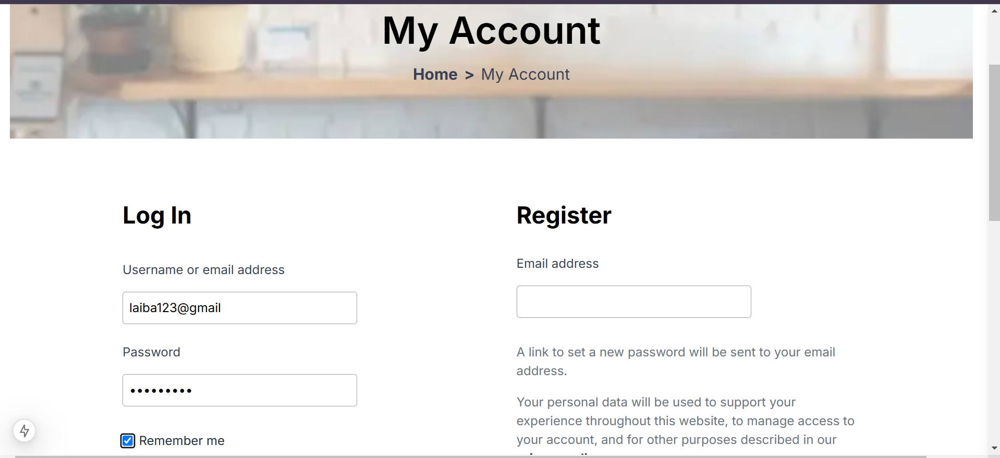 My Account
Home > My Account
Log In
Username or email address
laiba123@gmail
Password
•••••••••
Remember me
Register
Email address
A link to set a new password will be sent to your email
address.
Your personal data will be used to support your
experience throughout this website, to manage access to
your account, and for other purposes described in our